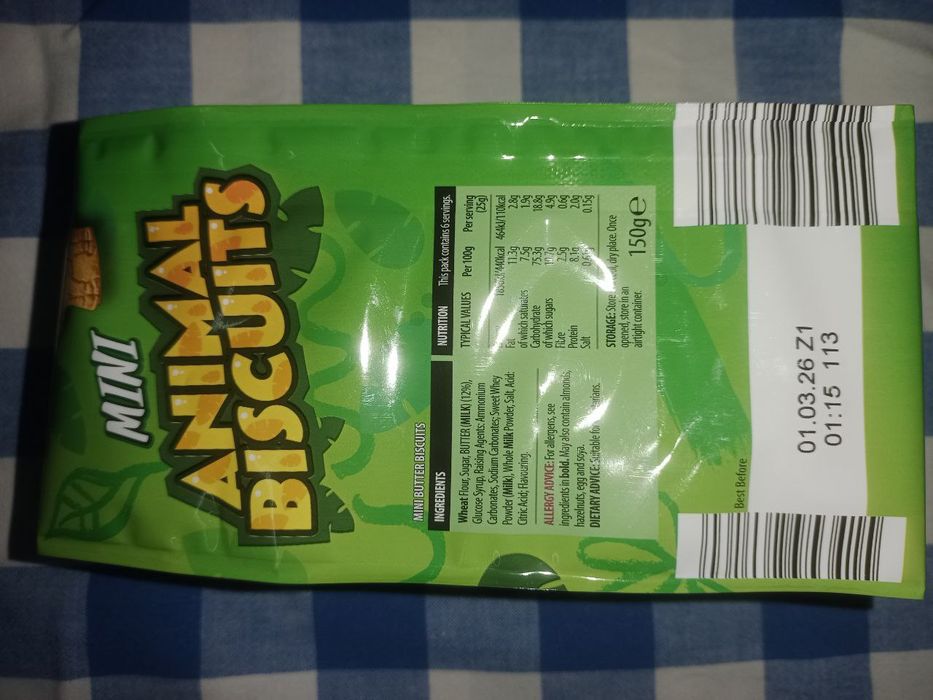 MINI
ANIMAL
BISCUITS
MINI BUTTER BISCUITS
INGREDIENTS
Wheat Flour, Sugar, BUTTER (MILK) (12%),
Glucose Syrup, Raising Agents: Ammonium
Carbonates, Sodium Carbonates; Sweet Whey
Powder (Milk), Whole Milk Powder, Salt, Acid:
Citric Acid; Flavouring.
ALLERGY ADVICE: For allergens, see
ingredients in bold. May also contain almonds,
hazelnuts, egg and soya.
DIETARY ADVICE: Suitable for
NUTRITION This pack contains 6 servings.
TYPICAL VALUES Per 100g Per serving
(25g)
464kJ/110kcal
Fat 11.3g 2.8g
of which saturates 7.5g 1.9g
Carbohydrate 75.3g 18.8g
of which sugars 4.9g
Fibre 2.5g 0.6g
Protein 8.1g 2.0g
Salt 0.15g
STORAGE: Store dry place. Once
opened, store in an
airtight container.
150g℮
Best Before
01.03.26 Z1
01:15 113